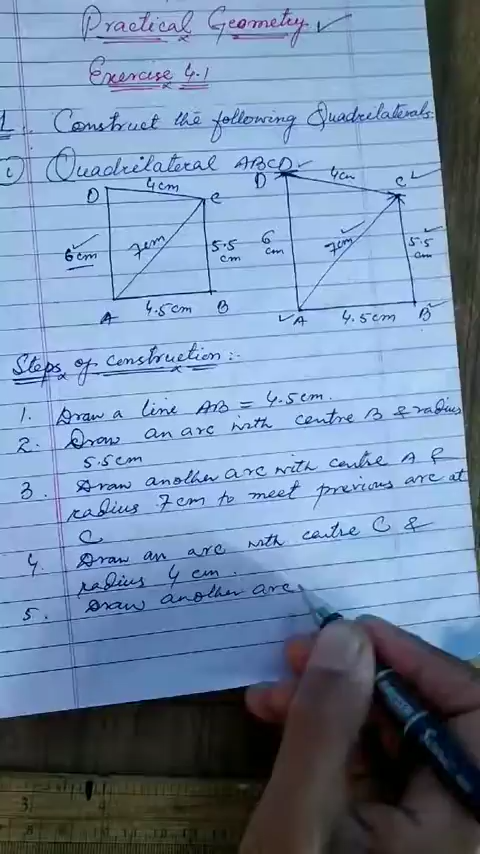 Practical Geometry
Exercise 4.1
1. Construct the following Quadrilaterals.
i) Quadrilateral ABCD
D 4cm C
6cm 7cm 5.5 cm
A 4.5cm B
D 4cm C
6 cm 7cm 5.5 cm
A 4.5cm B
Steps of construction:-
1. Draw a line AB = 4.5cm.
2. Draw an arc with centre B & radius
5.5cm
3. Draw another arc with centre A &
radius 7cm to meet previous arc at
C
4. Draw an arc with centre C &
radius 4 cm.
5. Draw another arc